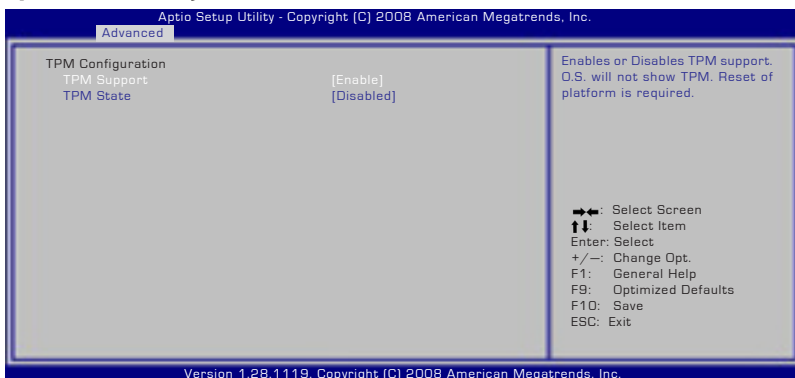 Aptio Setup Utility - Copyright (C) 2008 American Megatrends, Inc.
Advanced
TPM Configuration
TPM Support [Enable]
TPM State [Disabled]
Enables or Disables TPM support.
O.S. will not show TPM. Reset of
platform is required.
→←: Select Screen
↑↓: Select Item
Enter: Select
+/—: Change Opt.
F1: General Help
F9: Optimized Defaults
F10: Save
ESC: Exit
Version 1.28.1119. Copyright (C) 2008 American Megatrends, Inc.